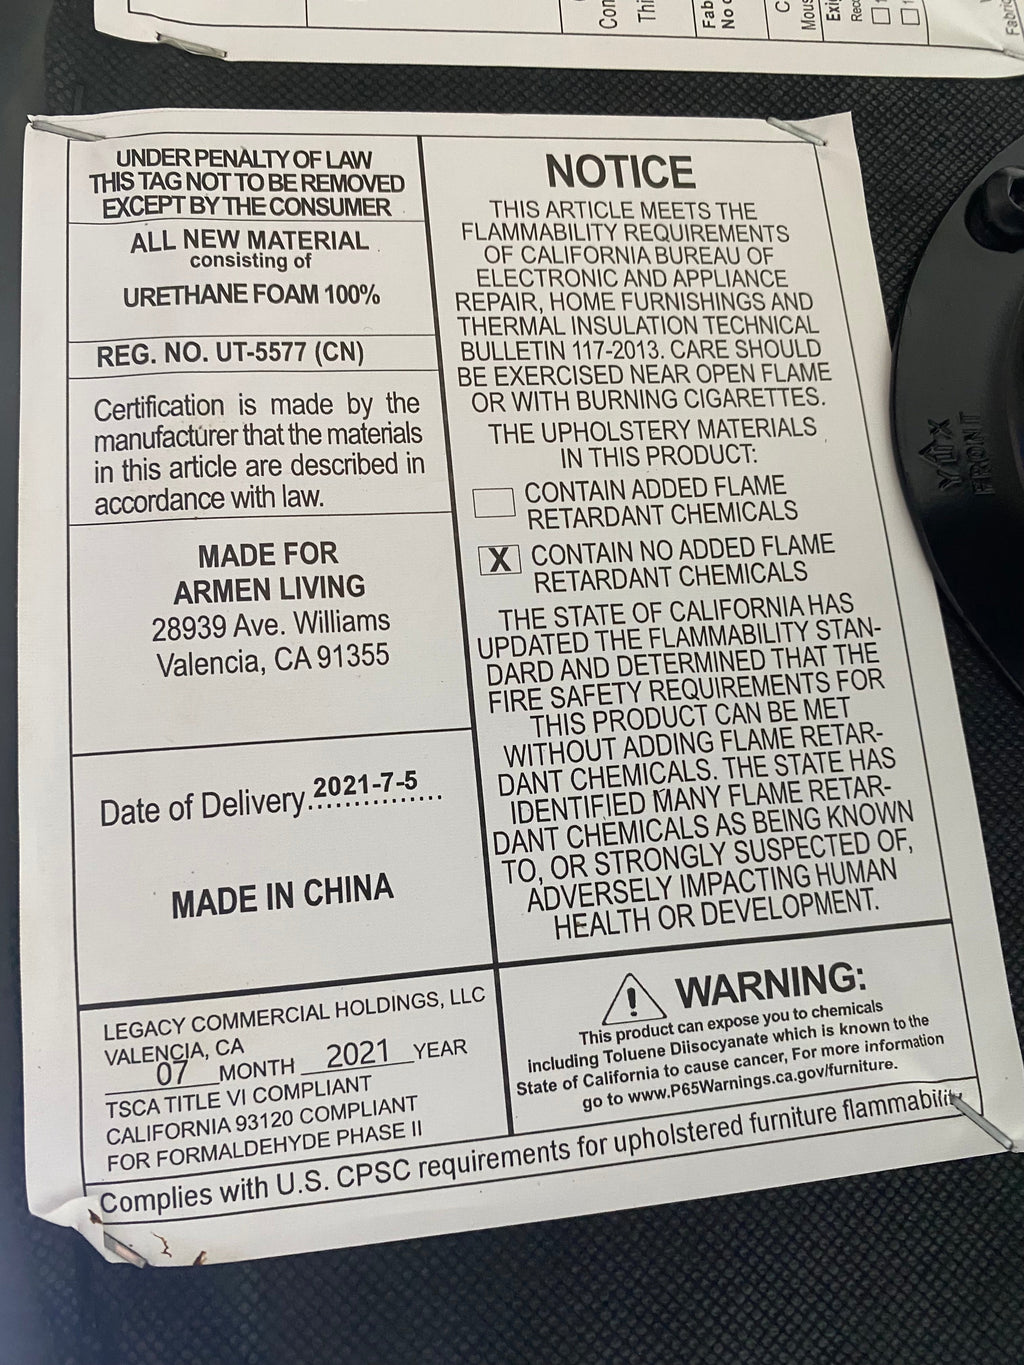 Con
Thi
Fab
No c
C
Mous
Exi
Rec
Fabric
UNDER PENALTY OF LAW
THIS TAG NOT TO BE REMOVED
EXCEPT BY THE CONSUMER
ALL NEW MATERIAL
consisting of
URETHANE FOAM 100%
REG. NO. UT-5577 (CN)
Certification is made by the
manufacturer that the materials
in this article are described in
accordance with law.
MADE FOR
ARMEN LIVING
28939 Ave. Williams
Valencia, CA 91355
Date of Delivery 2021-7-5
MADE IN CHINA
LEGACY COMMERCIAL HOLDINGS, LLC
VALENCIA, CA
07 MONTH 2021 YEAR
TSCA TITLE VI COMPLIANT
CALIFORNIA 93120 COMPLIANT
FOR FORMALDEHYDE PHASE II
NOTICE
THIS ARTICLE MEETS THE
FLAMMABILITY REQUIREMENTS
OF CALIFORNIA BUREAU OF
ELECTRONIC AND APPLIANCE
REPAIR, HOME FURNISHINGS AND
THERMAL INSULATION TECHNICAL
BULLETIN 117-2013. CARE SHOULD
BE EXERCISED NEAR OPEN FLAME
OR WITH BURNING CIGARETTES.
THE UPHOLSTERY MATERIALS
IN THIS PRODUCT:
CONTAIN ADDED FLAME
RETARDANT CHEMICALS
X CONTAIN NO ADDED FLAME
RETARDANT CHEMICALS
THE STATE OF CALIFORNIA HAS
UPDATED THE FLAMMABILITY STAN-
DARD AND DETERMINED THAT THE
FIRE SAFETY REQUIREMENTS FOR
THIS PRODUCT CAN BE MET
WITHOUT ADDING FLAME RETAR-
DANT CHEMICALS. THE STATE HAS
IDENTIFIED MANY FLAME RETAR-
DANT CHEMICALS AS BEING KNOWN
TO, OR STRONGLY SUSPECTED OF,
ADVERSELY IMPACTING HUMAN
HEALTH OR DEVELOPMENT.
WARNING:
This product can expose you to chemicals
including Toluene Diisocyanate which is known to the
State of California to cause cancer, For more information
go to www.P65Warnings.ca.gov/furniture.
Complies with U.S. CPSC requirements for upholstered furniture flammability
FRONT